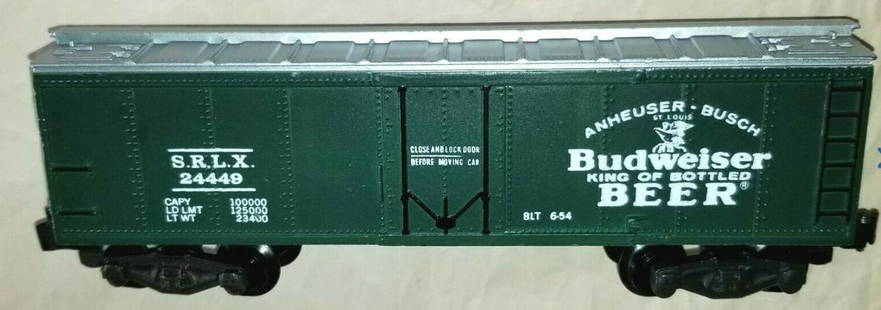 S.R.L.X.
24449
CAPY 100000
LD LMT 125000
LT WT 23400
CLOSE AND LOCK DOOR
BEFORE MOVING CAR
BLT 6-54
ANHEUSER - BUSCH
ST LOUIS
Budweiser
KING OF BOTTLED
BEER®